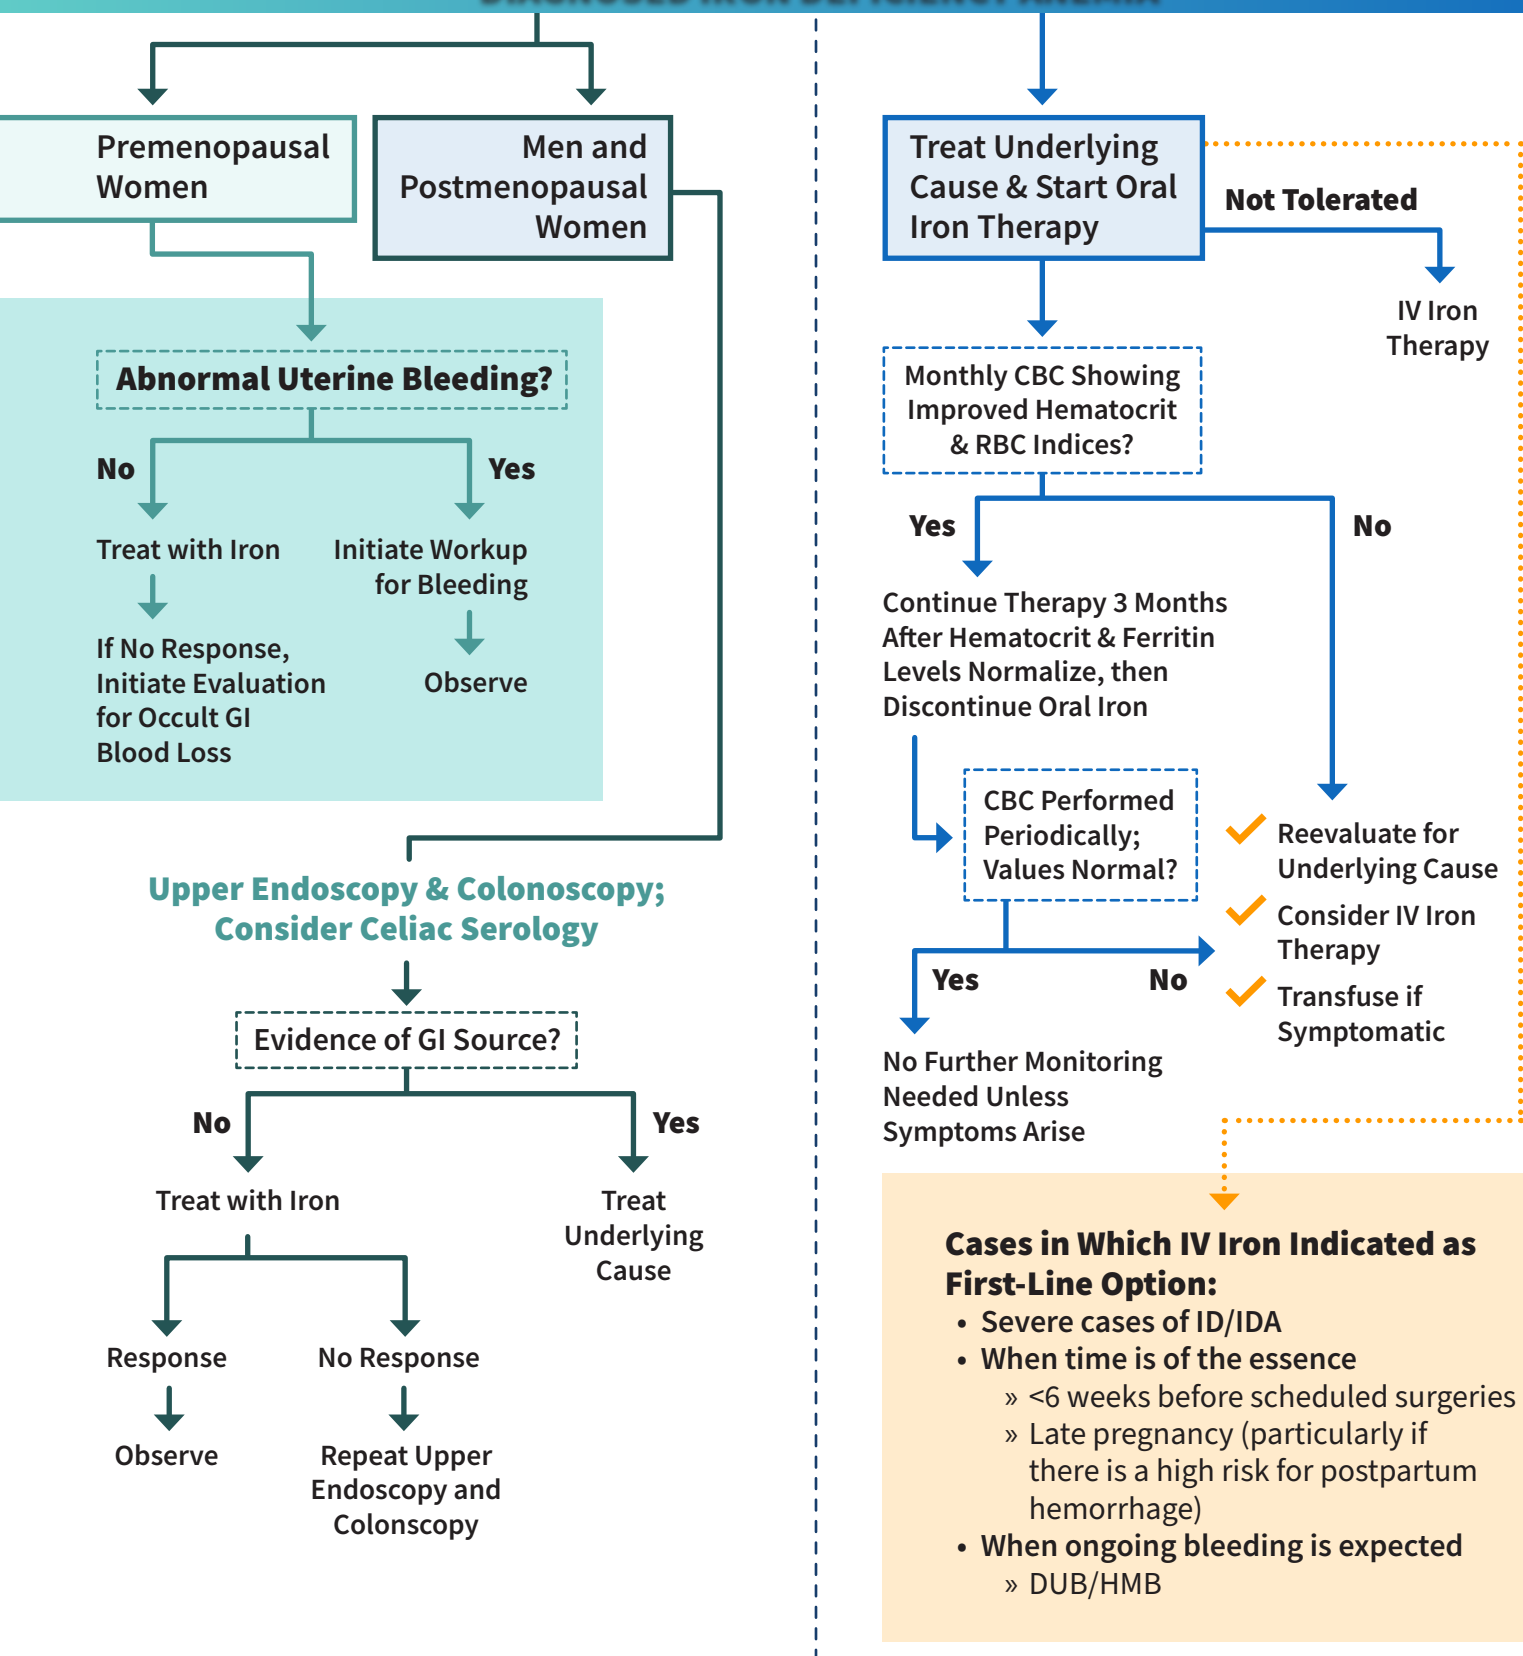 DIAGNOSED IRON DEFICIENCY ANEMIA
Premenopausal
Women
Men and
Postmenopausal
Women
Abnormal Uterine Bleeding?
No
Yes
Treat with Iron
Initiate Workup
for Bleeding
If No Response,
Initiate Evaluation
for Occult GI
Blood Loss
Observe
Upper Endoscopy & Colonoscopy;
Consider Celiac Serology
Evidence of GI Source?
No
Yes
Treat with Iron
Treat
Underlying
Cause
Response
No Response
Observe
Repeat Upper
Endoscopy and
Colonscopy
Treat Underlying
Cause & Start Oral
Iron Therapy
Not Tolerated
IV Iron
Therapy
Monthly CBC Showing
Improved Hematocrit
& RBC Indices?
Yes
No
Continue Therapy 3 Months
After Hematocrit & Ferritin
Levels Normalize, then
Discontinue Oral Iron
CBC Performed
Periodically;
Values Normal?
Yes
No
Reevaluate for
Underlying Cause
Consider IV Iron
Therapy
Transfuse if
Symptomatic
No Further Monitoring
Needed Unless
Symptoms Arise
Cases in Which IV Iron Indicated as
First-Line Option:
• Severe cases of ID/IDA
• When time is of the essence
» <6 weeks before scheduled surgeries
» Late pregnancy (particularly if
there is a high risk for postpartum
hemorrhage)
• When ongoing bleeding is expected
» DUB/HMB